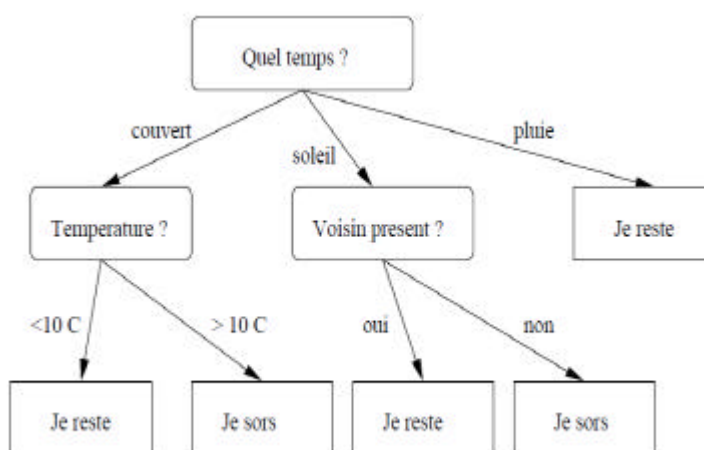 Quel temps ?
couvert
soleil
pluie
Temperature ?
Voisin present ?
Je reste
<10 C
> 10 C
oui
non
Je reste
Je sors
Je reste
Je sors